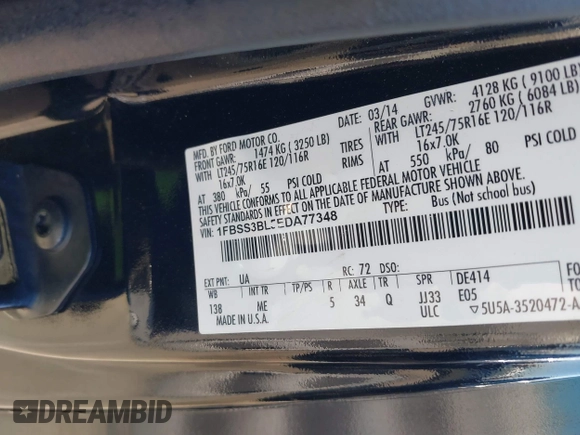 MFD. BY FORD MOTOR CO.
DATE: 03/14 GVWR: 4128 KG ( 9100 LB)
FRONT GAWR: 1474 KG ( 3250 LB) REAR GAWR: 2760 KG ( 6084 LB)
WITH LT245/75R16E 120/116R TIRES WITH LT245/75R16E 120/116R
16x7.0K RIMS 16x7.0K
AT 380 kPa/ 55 PSI COLD AT 550 kPa/ 80 PSI COLD
THIS VEHICLE CONFORMS TO ALL APPLICABLE FEDERAL MOTOR VEHICLE
SAFETY STANDARDS IN EFFECT ON THE DATE OF MANUFACTURE SHOWN ABOVE.
VIN: TYPE: Bus (Not school bus)
EXT PNT: UA RC: 72 DSO:
WB INT TR TP/PS R AXLE TR SPR DE414
138 ME 5 34 Q JJ33 E05
MADE IN U.S.A. ULC ▽5U5A-3520472-A
DREAMBID